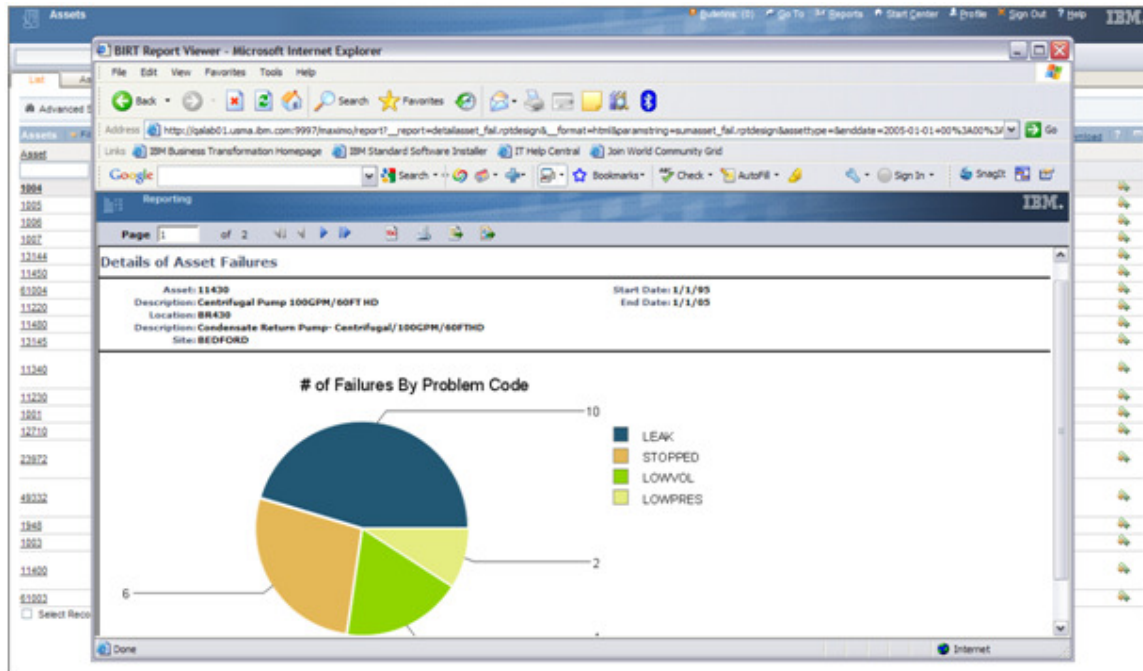 Assets
Bulletins: (0) Go To Reports Start Center Profile Sign Out ? Help IBM.
BIRT Report Viewer - Microsoft Internet Explorer
File Edit View Favorites Tools Help
List As
Back Search Favorites
Advanced S
Address http://qalab01.usma.ibm.com:9997/maximo/report?__report=detailasset_fail.rptdesign&__format=html&paramstring=sumasset_fail.rptdesign&assettype=&enddate=2005-01-01+00%3A00%3A Go
Assets
Links IBM Business Transformation Homepage IBM Standard Software Installer IT Help Central Join World Community Grid
Asset
Google Search Bookmarks Check AutoFill Sign In SnagIt
1004
Reporting IBM.
1005
1006
Page 1 of 2
1007
12144
Details of Asset Failures
11450
61004
Asset: 11430 Start Date: 1/1/95
Description: Centrifugal Pump 100GPM/60FT HD End Date: 1/1/05
11220
Location: BR430
11480
Description: Condensate Return Pump- Centrifugal/100GPM/60FTHD
12145
Site: BEDFORD
11340
# of Failures By Problem Code
11230
1001
10
12710
LEAK
STOPPED
23972
LOWVOL
LOWPRES
49332
1948
1003
2
11400
6
61003
Select Reco
Done Internet